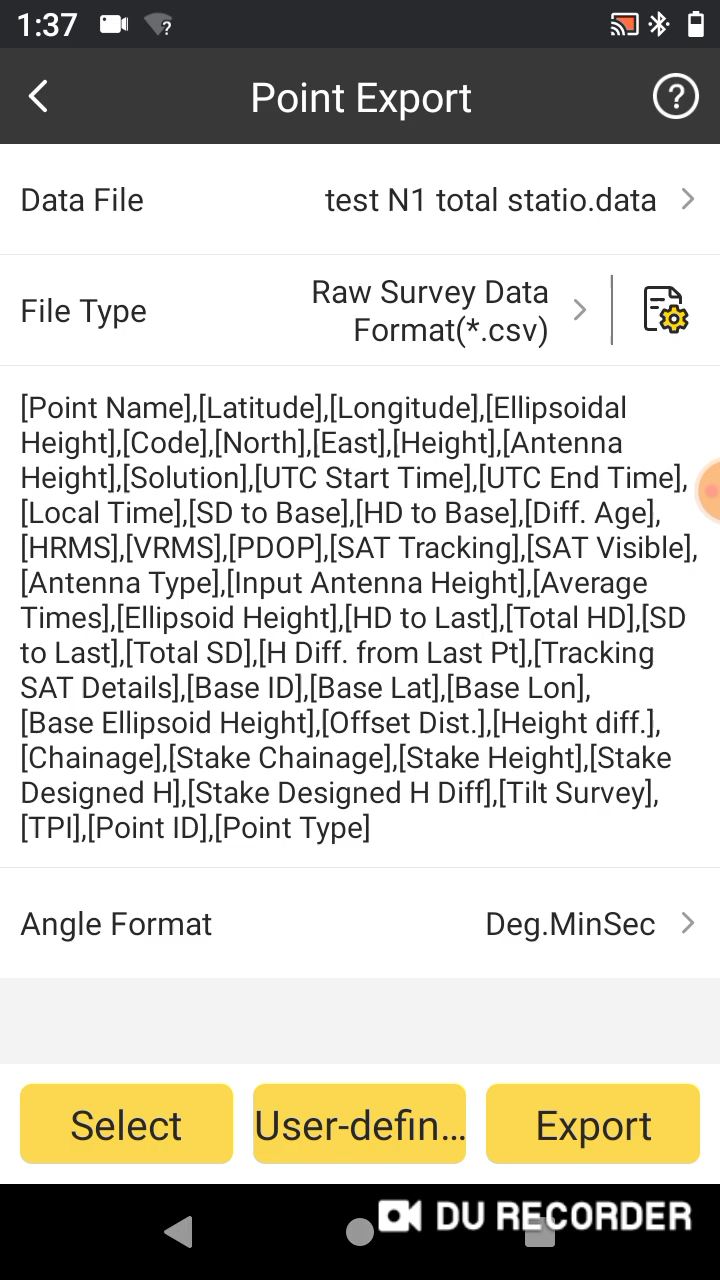 1:37
?
Point Export
?
Data File
test N1 total statio.data
File Type
Raw Survey Data
Format(*.csv)
[Point Name],[Latitude],[Longitude],[Ellipsoidal
Height],[Code],[North],[East],[Height],[Antenna
Height],[Solution],[UTC Start Time],[UTC End Time],
[Local Time],[SD to Base],[HD to Base],[Diff. Age],
[HRMS],[VRMS],[PDOP],[SAT Tracking],[SAT Visible],
[Antenna Type],[Input Antenna Height],[Average
Times],[Ellipsoid Height],[HD to Last],[Total HD],[SD
to Last],[Total SD],[H Diff. from Last Pt],[Tracking
SAT Details],[Base ID],[Base Lat],[Base Lon],
[Base Ellipsoid Height],[Offset Dist.],[Height diff.],
[Chainage],[Stake Chainage],[Stake Height],[Stake
Designed H],[Stake Designed H Diff],[Tilt Survey],
[TPI],[Point ID],[Point Type]
Angle Format
Deg.MinSec
Select
User-defin...
Export
DU RECORDER